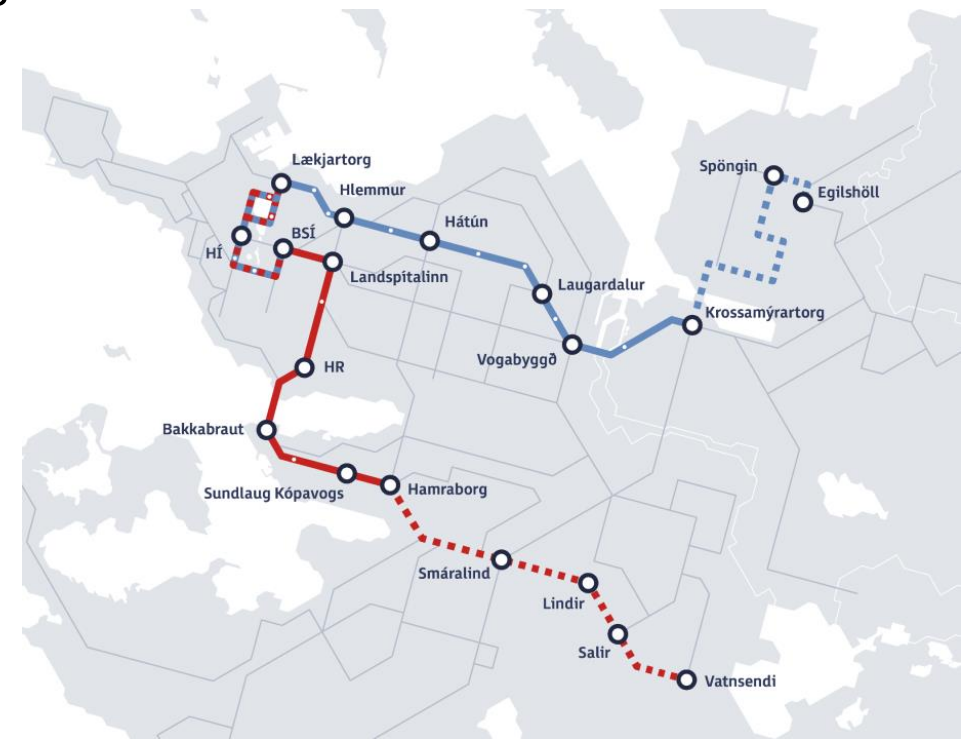 Lækjartorg
Hlemmur
Spöngin
Egilshöll
Hátún
BSÍ
HÍ
Landspítalinn
Laugardalur
Krossamýrartorg
Vogabyggð
HR
Bakkabraut
Sundlaug Kópavogs
Hamraborg
Smáralind
Lindir
Salir
Vatnsendi